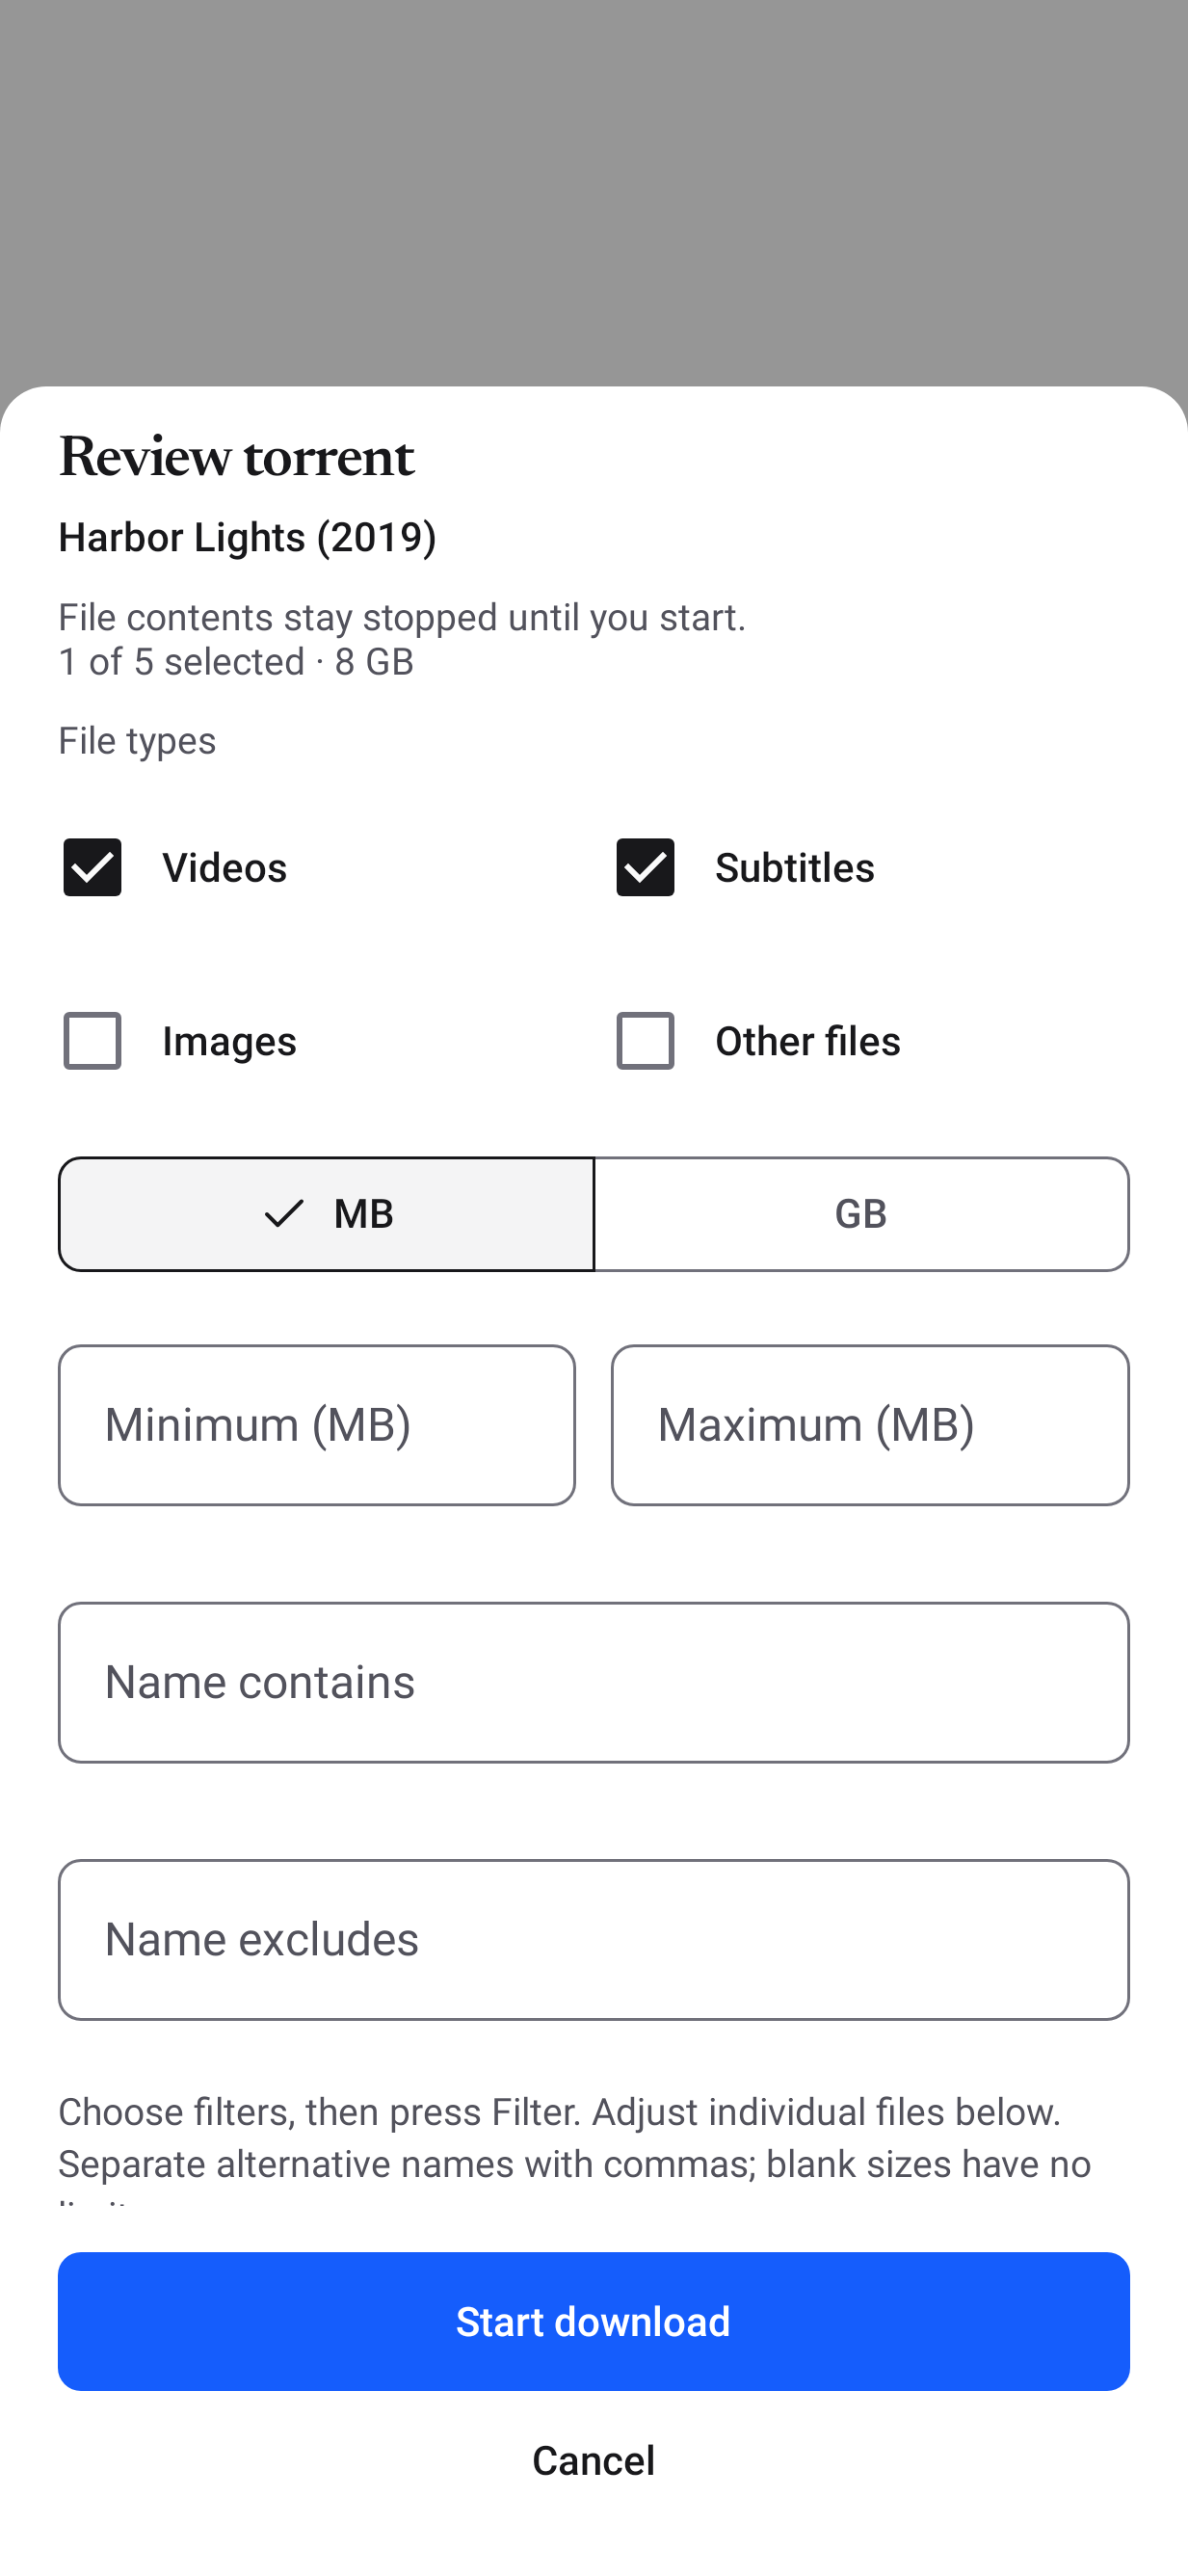 Review torrent
Harbor Lights (2019)
File contents stay stopped until you start.
1 of 5 selected · 8 GB
File types
Videos
Subtitles
Images
Other files
MB
GB
Minimum (MB)
Maximum (MB)
Name contains
Name excludes
Choose filters, then press Filter. Adjust individual files below.
Separate alternative names with commas; blank sizes have no
Start download
Cancel